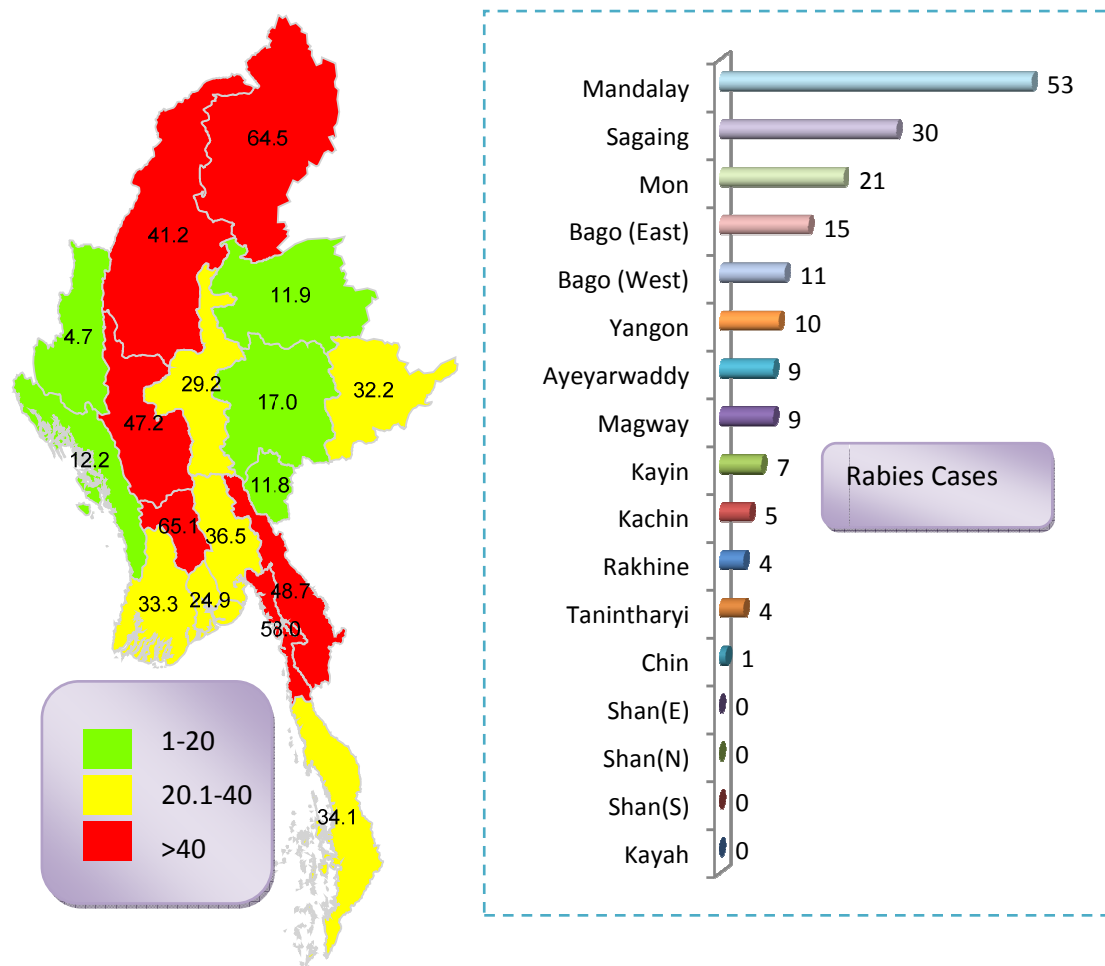 64.5
41.2
11.9
4.7
29.2
32.2
17.0
47.2
12.2
11.8
65.1
36.5
48.7
33.3
24.9
58.0
34.1
1-20
20.1-40
>40
Mandalay 53
Sagaing 30
Mon 21
Bago (East) 15
Bago (West) 11
Yangon 10
Ayeyarwaddy 9
Magway 9
Kayin 7
Kachin 5
Rakhine 4
Tanintharyi 4
Chin 1
Shan(E) 0
Shan(N) 0
Shan(S) 0
Kayah 0
Rabies Cases